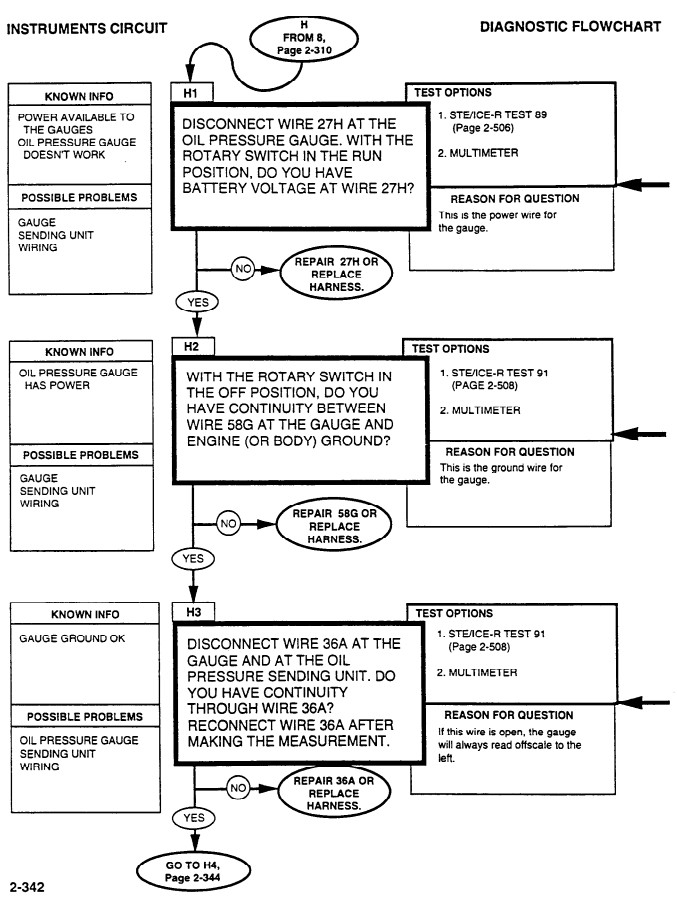 INSTRUMENTS CIRCUIT
DIAGNOSTIC FLOWCHART
H
FROM 8,
Page 2-310
KNOWN INFO
POWER AVAILABLE TO
THE GAUGES
OIL PRESSURE GAUGE
DOESN'T WORK
POSSIBLE PROBLEMS
GAUGE
SENDING UNIT
WIRING
H1
DISCONNECT WIRE 27H AT THE
OIL PRESSURE GAUGE. WITH THE
ROTARY SWITCH IN THE RUN
POSITION, DO YOU HAVE
BATTERY VOLTAGE AT WIRE 27H?
TEST OPTIONS
1. STE/ICE-R TEST 89
(Page 2-506)
2. MULTIMETER
REASON FOR QUESTION
This is the power wire for
the gauge.
NO
REPAIR 27H OR
REPLACE
HARNESS.
YES
KNOWN INFO
OIL PRESSURE GAUGE
HAS POWER
POSSIBLE PROBLEMS
GAUGE
SENDING UNIT
WIRING
H2
WITH THE ROTARY SWITCH IN
THE OFF POSITION, DO YOU
HAVE CONTINUITY BETWEEN
WIRE 58G AT THE GAUGE AND
ENGINE (OR BODY) GROUND?
TEST OPTIONS
1. STE/ICE-R TEST 91
(PAGE 2-508)
2. MULTIMETER
REASON FOR QUESTION
This is the ground wire for
the gauge.
NO
REPAIR 58G OR
REPLACE
HARNESS.
YES
KNOWN INFO
GAUGE GROUND OK
POSSIBLE PROBLEMS
OIL PRESSURE GAUGE
SENDING UNIT
WIRING
H3
DISCONNECT WIRE 36A AT THE
GAUGE AND AT THE OIL
PRESSURE SENDING UNIT. DO
YOU HAVE CONTINUITY
THROUGH WIRE 36A?
RECONNECT WIRE 36A AFTER
MAKING THE MEASUREMENT.
TEST OPTIONS
1. STE/ICE-R TEST 91
(Page 2-508)
2. MULTIMETER
REASON FOR QUESTION
If this wire is open, the gauge
will always read offscale to the
left.
NO
REPAIR 36A OR
REPLACE
HARNESS.
YES
GO TO H4,
Page 2-344
2-342